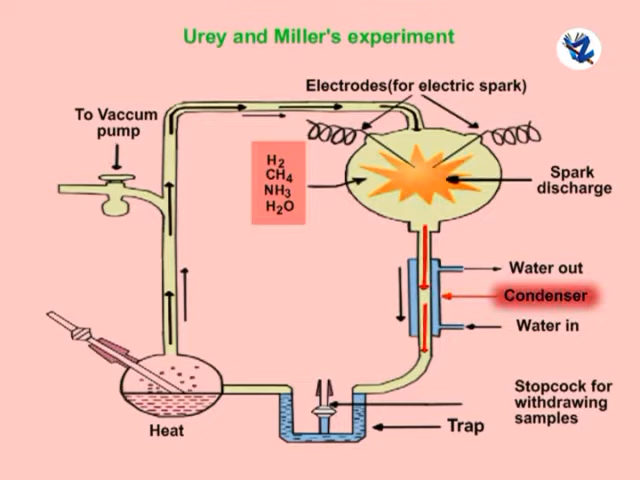 Urey and Miller's experiment
Electrodes(for electric spark)
To Vaccum
pump
H₂
CH₄
NH₃
H₂O
Spark
discharge
Water out
Condenser
Water in
Stopcock for
withdrawing
samples
Trap
Heat